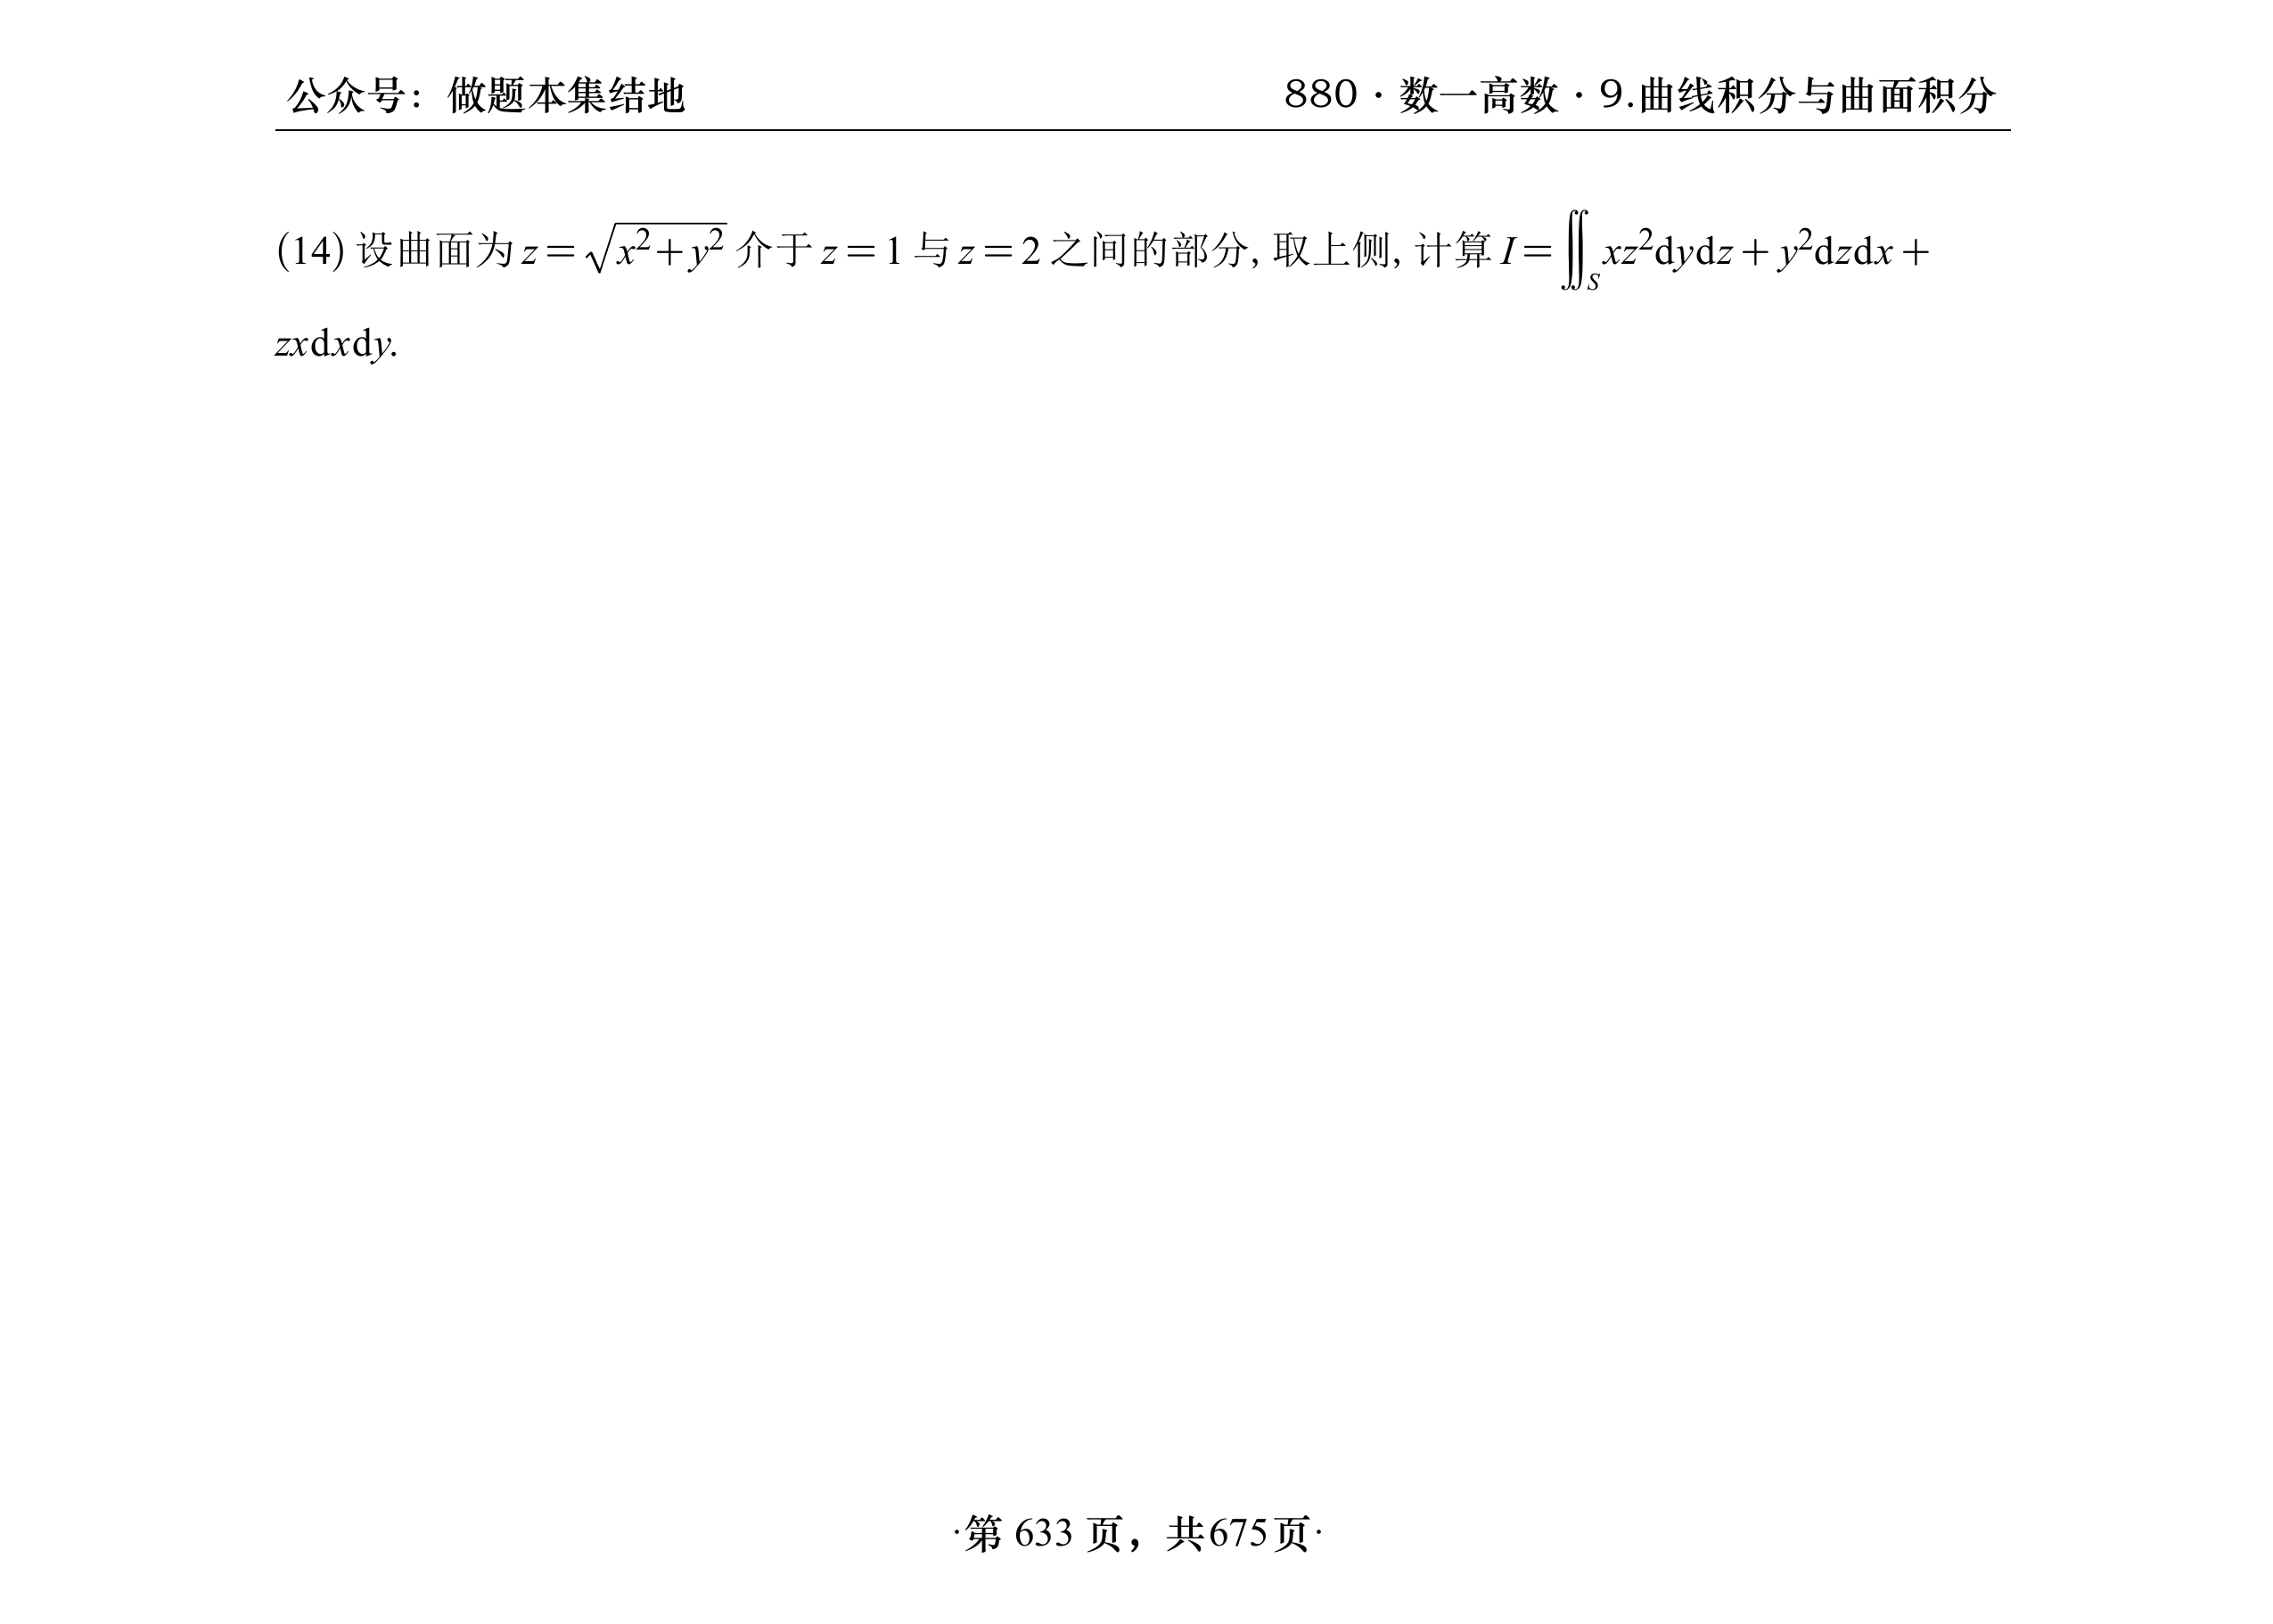 公众号：做题本集结地 880·数一高数·9.曲线积分与曲面积分
(14) 设曲面为 $z=\sqrt{x^2+y^2}$ 介于 $z=1$ 与 $z=2$ 之间的部分, 取上侧, 计算 $I=\iint_S xz^2\mathrm{d}y\mathrm{d}z+y^2\mathrm{d}z\mathrm{d}x+$
$zx\mathrm{d}x\mathrm{d}y.$
·第 633 页，共675页·